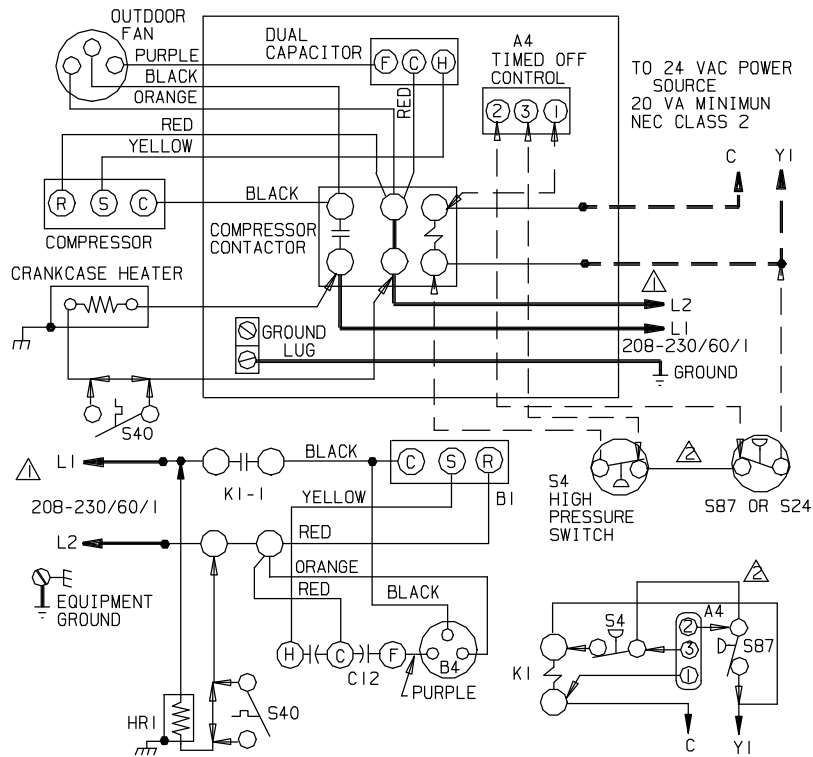 OUTDOOR
FAN
PURPLE
BLACK
ORANGE
RED
YELLOW
DUAL
CAPACITOR
F C H
RED
A4
TIMED OFF
CONTROL
2 3 1
TO 24 VAC POWER
SOURCE
20 VA MINIMUN
NEC CLASS 2
C Y1
R S C
BLACK
COMPRESSOR
COMPRESSOR
CONTACTOR
CRANKCASE HEATER
1
L2
L1
208-230/60/1
GROUND
LUG
GROUND
S40
1
L1
BLACK
C S R
K1-1
YELLOW
B1
208-230/60/1
L2
RED
ORANGE
RED
BLACK
EQUIPMENT
GROUND
H C F
C12
B4
PURPLE
HR1
S40
S4
HIGH
PRESSURE
SWITCH
2
S87 OR S24
2
S4
A4
2
3
1
S87
K1
C Y1